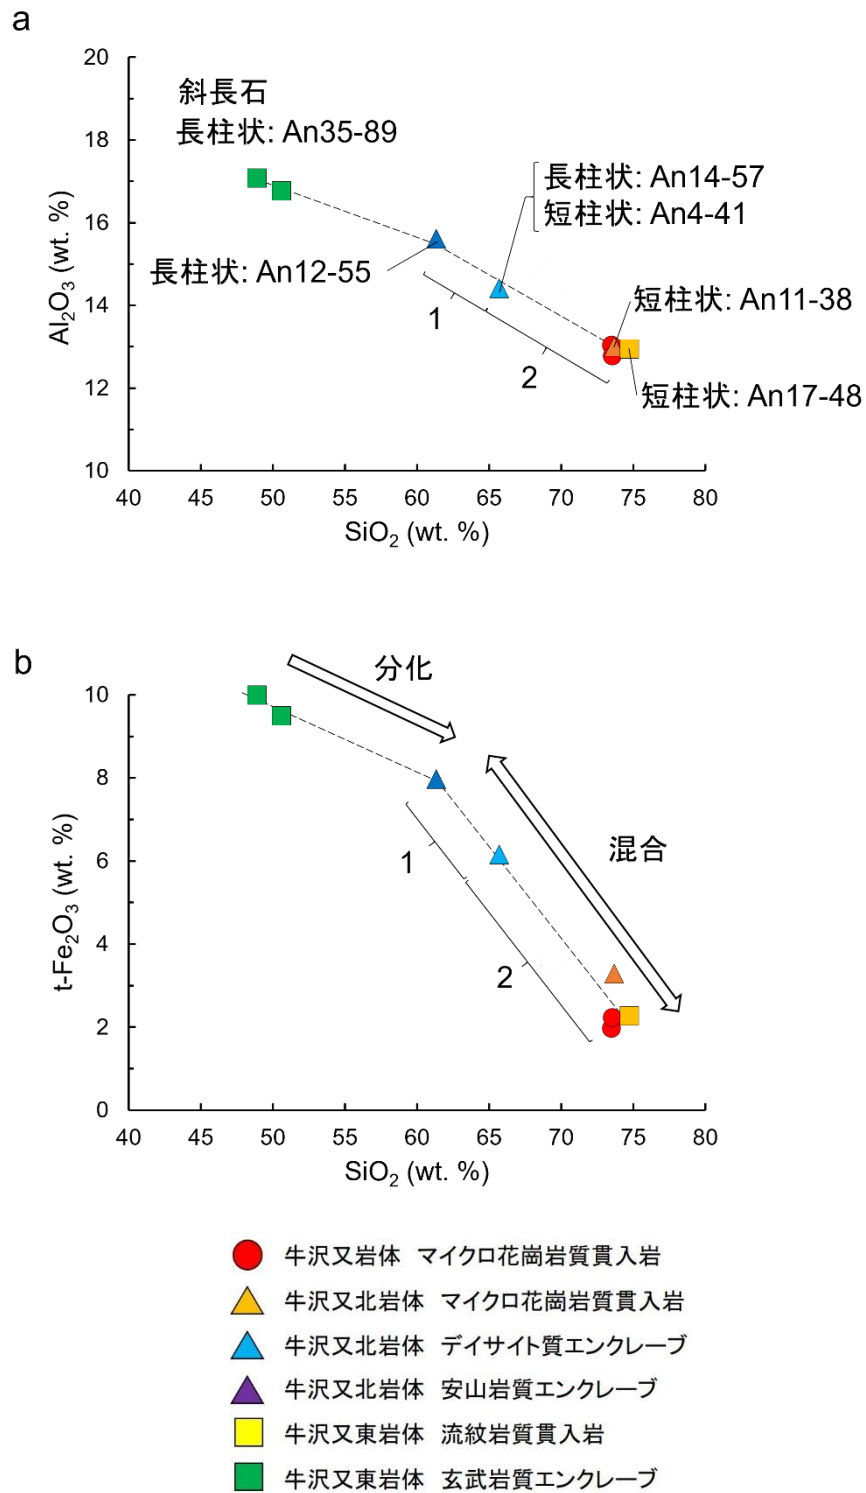 a
20
18
16
14
12
10
Al₂O₃ (wt. %)
斜長石
長柱状: An35-89
長柱状: An14-57
短柱状: An4-41
長柱状: An12-55
短柱状: An11-38
短柱状: An17-48
1
2
40 45 50 55 60 65 70 75 80
SiO₂ (wt. %)
b
10
8
6
4
2
0
t-Fe₂O₃ (wt. %)
分化
混合
1
2
40 45 50 55 60 65 70 75 80
SiO₂ (wt. %)
牛沢又岩体 マイクロ花崗岩質貫入岩
牛沢又北岩体 マイクロ花崗岩質貫入岩
牛沢又北岩体 デイサイト質エンクレーブ
牛沢又北岩体 安山岩質エンクレーブ
牛沢又東岩体 流紋岩質貫入岩
牛沢又東岩体 玄武岩質エンクレーブ